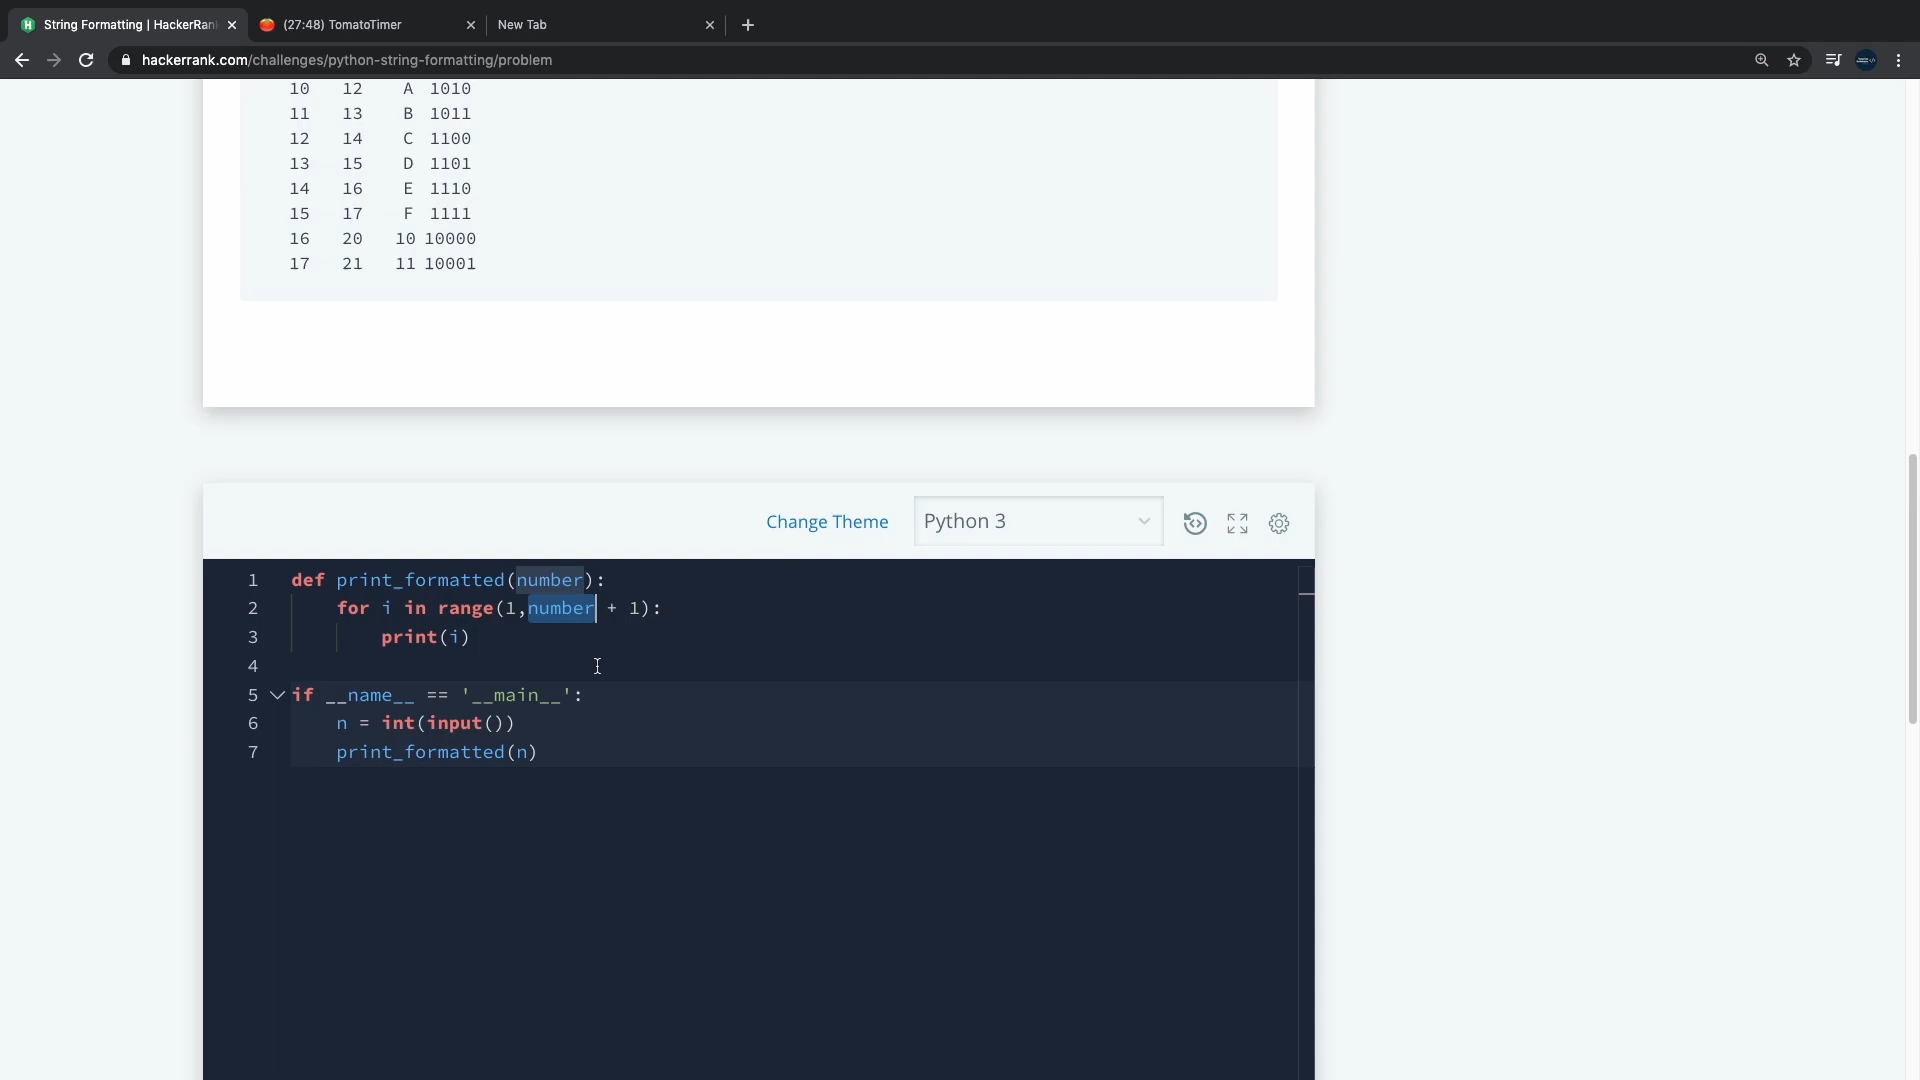 String Formatting | HackerRan
(27:48) TomatoTimer
New Tab
hackerrank.com/challenges/python-string-formatting/problem
10 12 A 1010
11 13 B 1011
12 14 C 1100
13 15 D 1101
14 16 E 1110
15 17 F 1111
16 20 10 10000
17 21 11 10001
Change Theme
Python 3
1 def print_formatted(number):
2 for i in range(1,number + 1):
3 print(i)
4
5 if __name__ == '__main__':
6 n = int(input())
7 print_formatted(n)